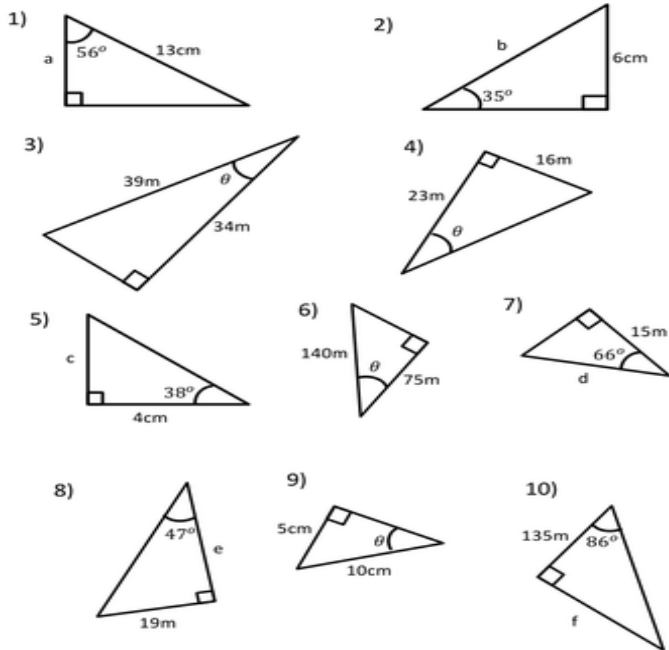 1)
a
56°
13cm
2)
b
6cm
35°
3)
39m
θ
34m
4)
16m
23m
θ
5)
c
38°
4cm
6)
140m
θ
75m
7)
15m
66°
d
8)
47°
e
19m
9)
5cm
θ
10cm
10)
135m
86°
f